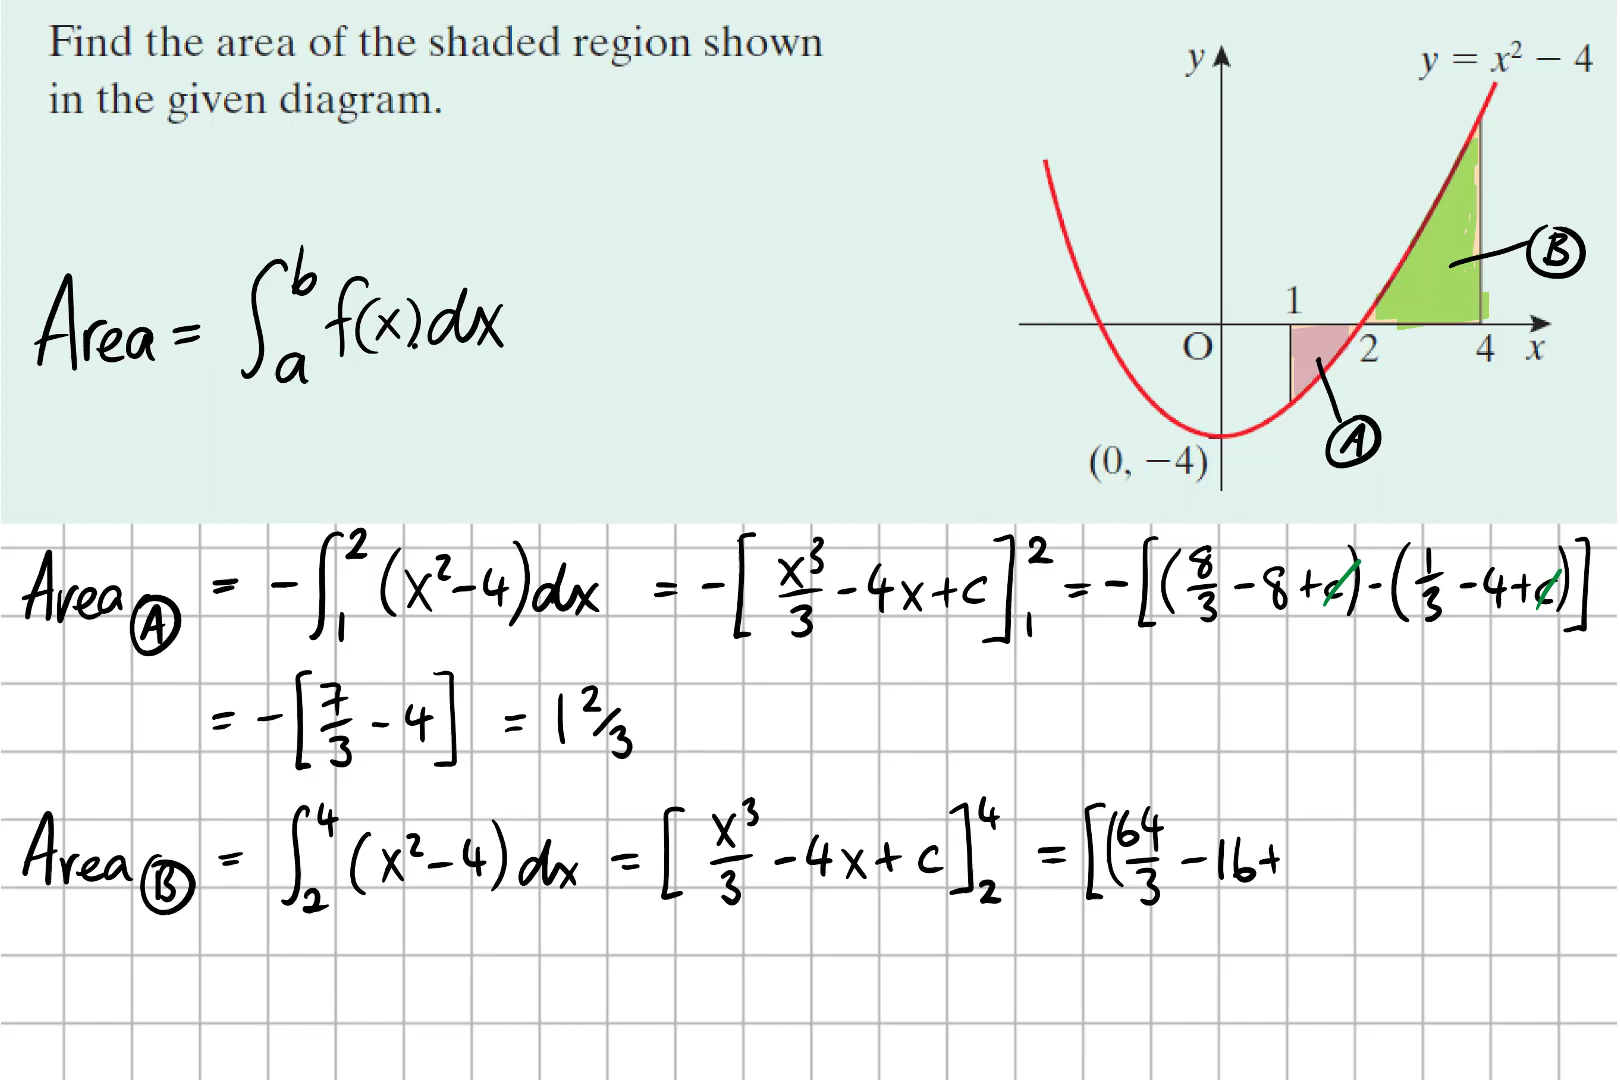 Find the area of the shaded region shown
in the given diagram.
y
y = x² − 4
B
1
O
2
4
x
A
(0, −4)
Area = ∫ₐᵇ f(x).dx
Area Ⓐ = -∫₁² (x²-4)dx = -[x³/3 - 4x + c]₁² = -[(8/3 - 8 + c) - (1/3 - 4 + c)]
= -[7/3 - 4] = 1 2/3
Area Ⓑ = ∫₂⁴ (x²-4)dx = [x³/3 - 4x + c]₂⁴ = [(64/3 - 16 +